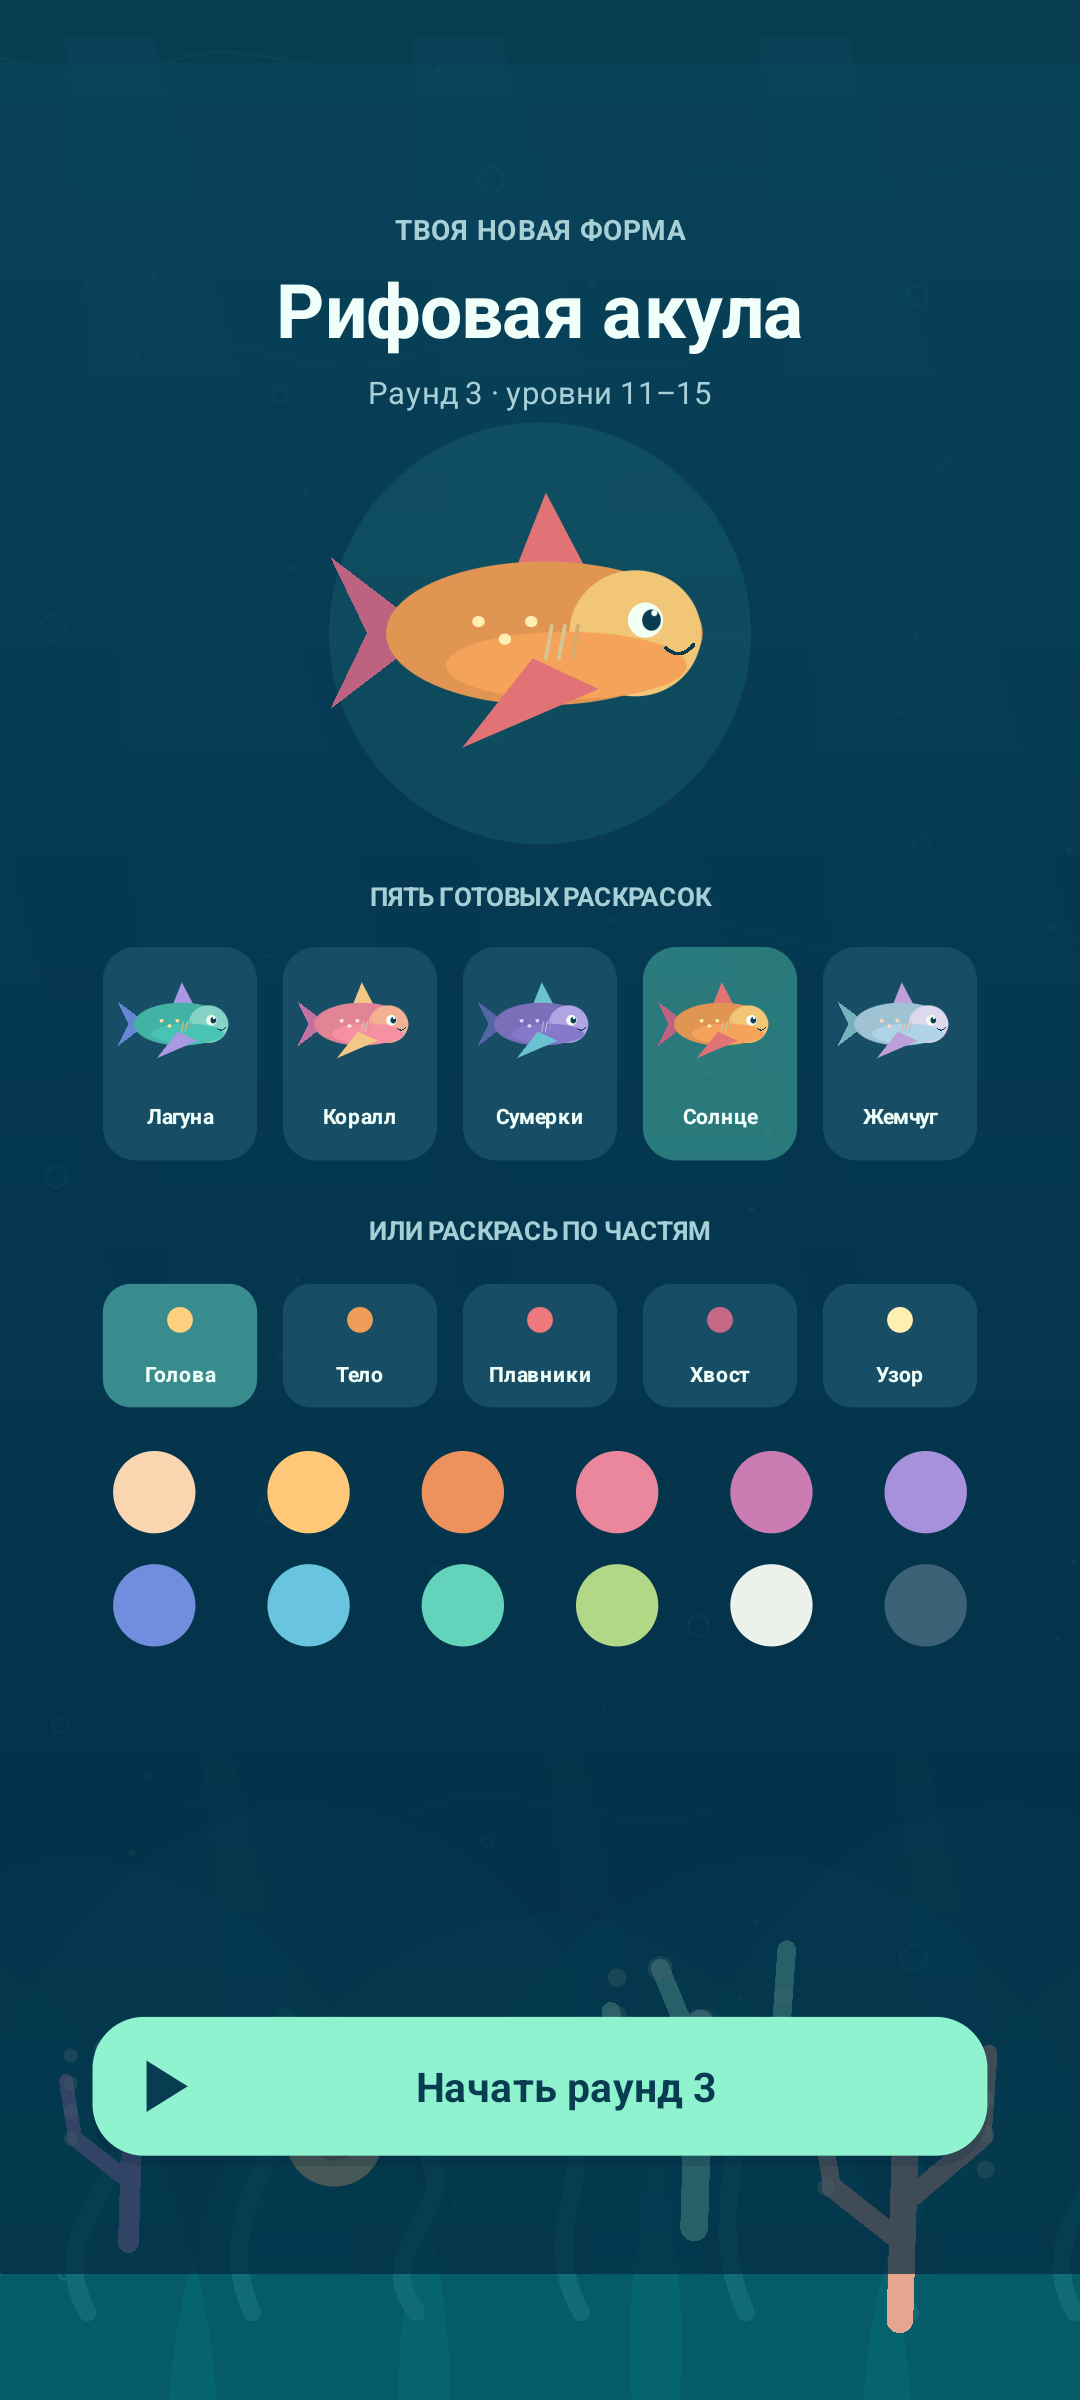 ТВОЯ НОВАЯ ФОРМА
Рифовая акула
Раунд 3 · уровни 11–15
ПЯТЬ ГОТОВЫХ РАСКРАСОК
Лагуна
Коралл
Сумерки
Солнце
Жемчуг
ИЛИ РАСКРАСЬ ПО ЧАСТЯМ
Голова
Тело
Плавники
Хвост
Узор
Начать раунд 3